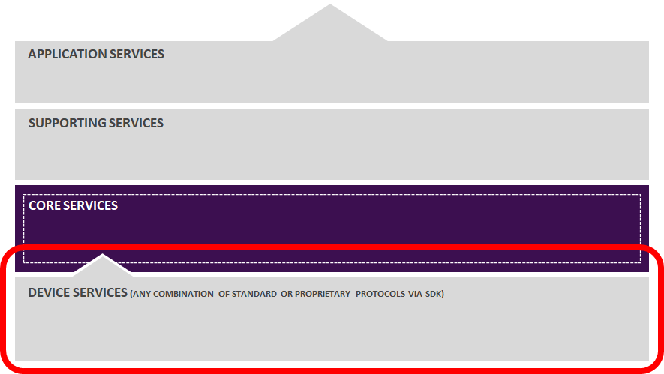 APPLICATION SERVICES
SUPPORTING SERVICES
CORE SERVICES
DEVICE SERVICES (ANY COMBINATION OF STANDARD OR PROPRIETARY PROTOCOLS VIA SDK)